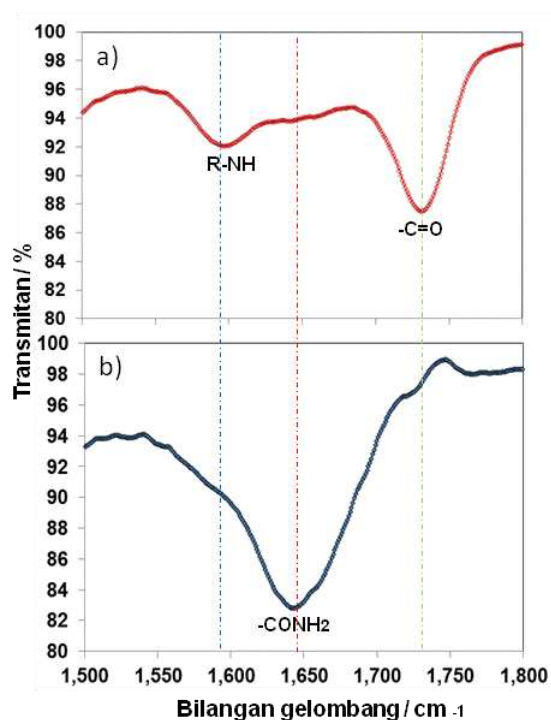 100
a)
98
96
94
92
R-NH
90
88
-C=O
86
84
82
80
Transmitan / %
100
b)
98
96
94
92
90
88
86
84
82
-CONH2
80
1,500 1,550 1,600 1,650 1,700 1,750 1,800
Bilangan gelombang / cm -1